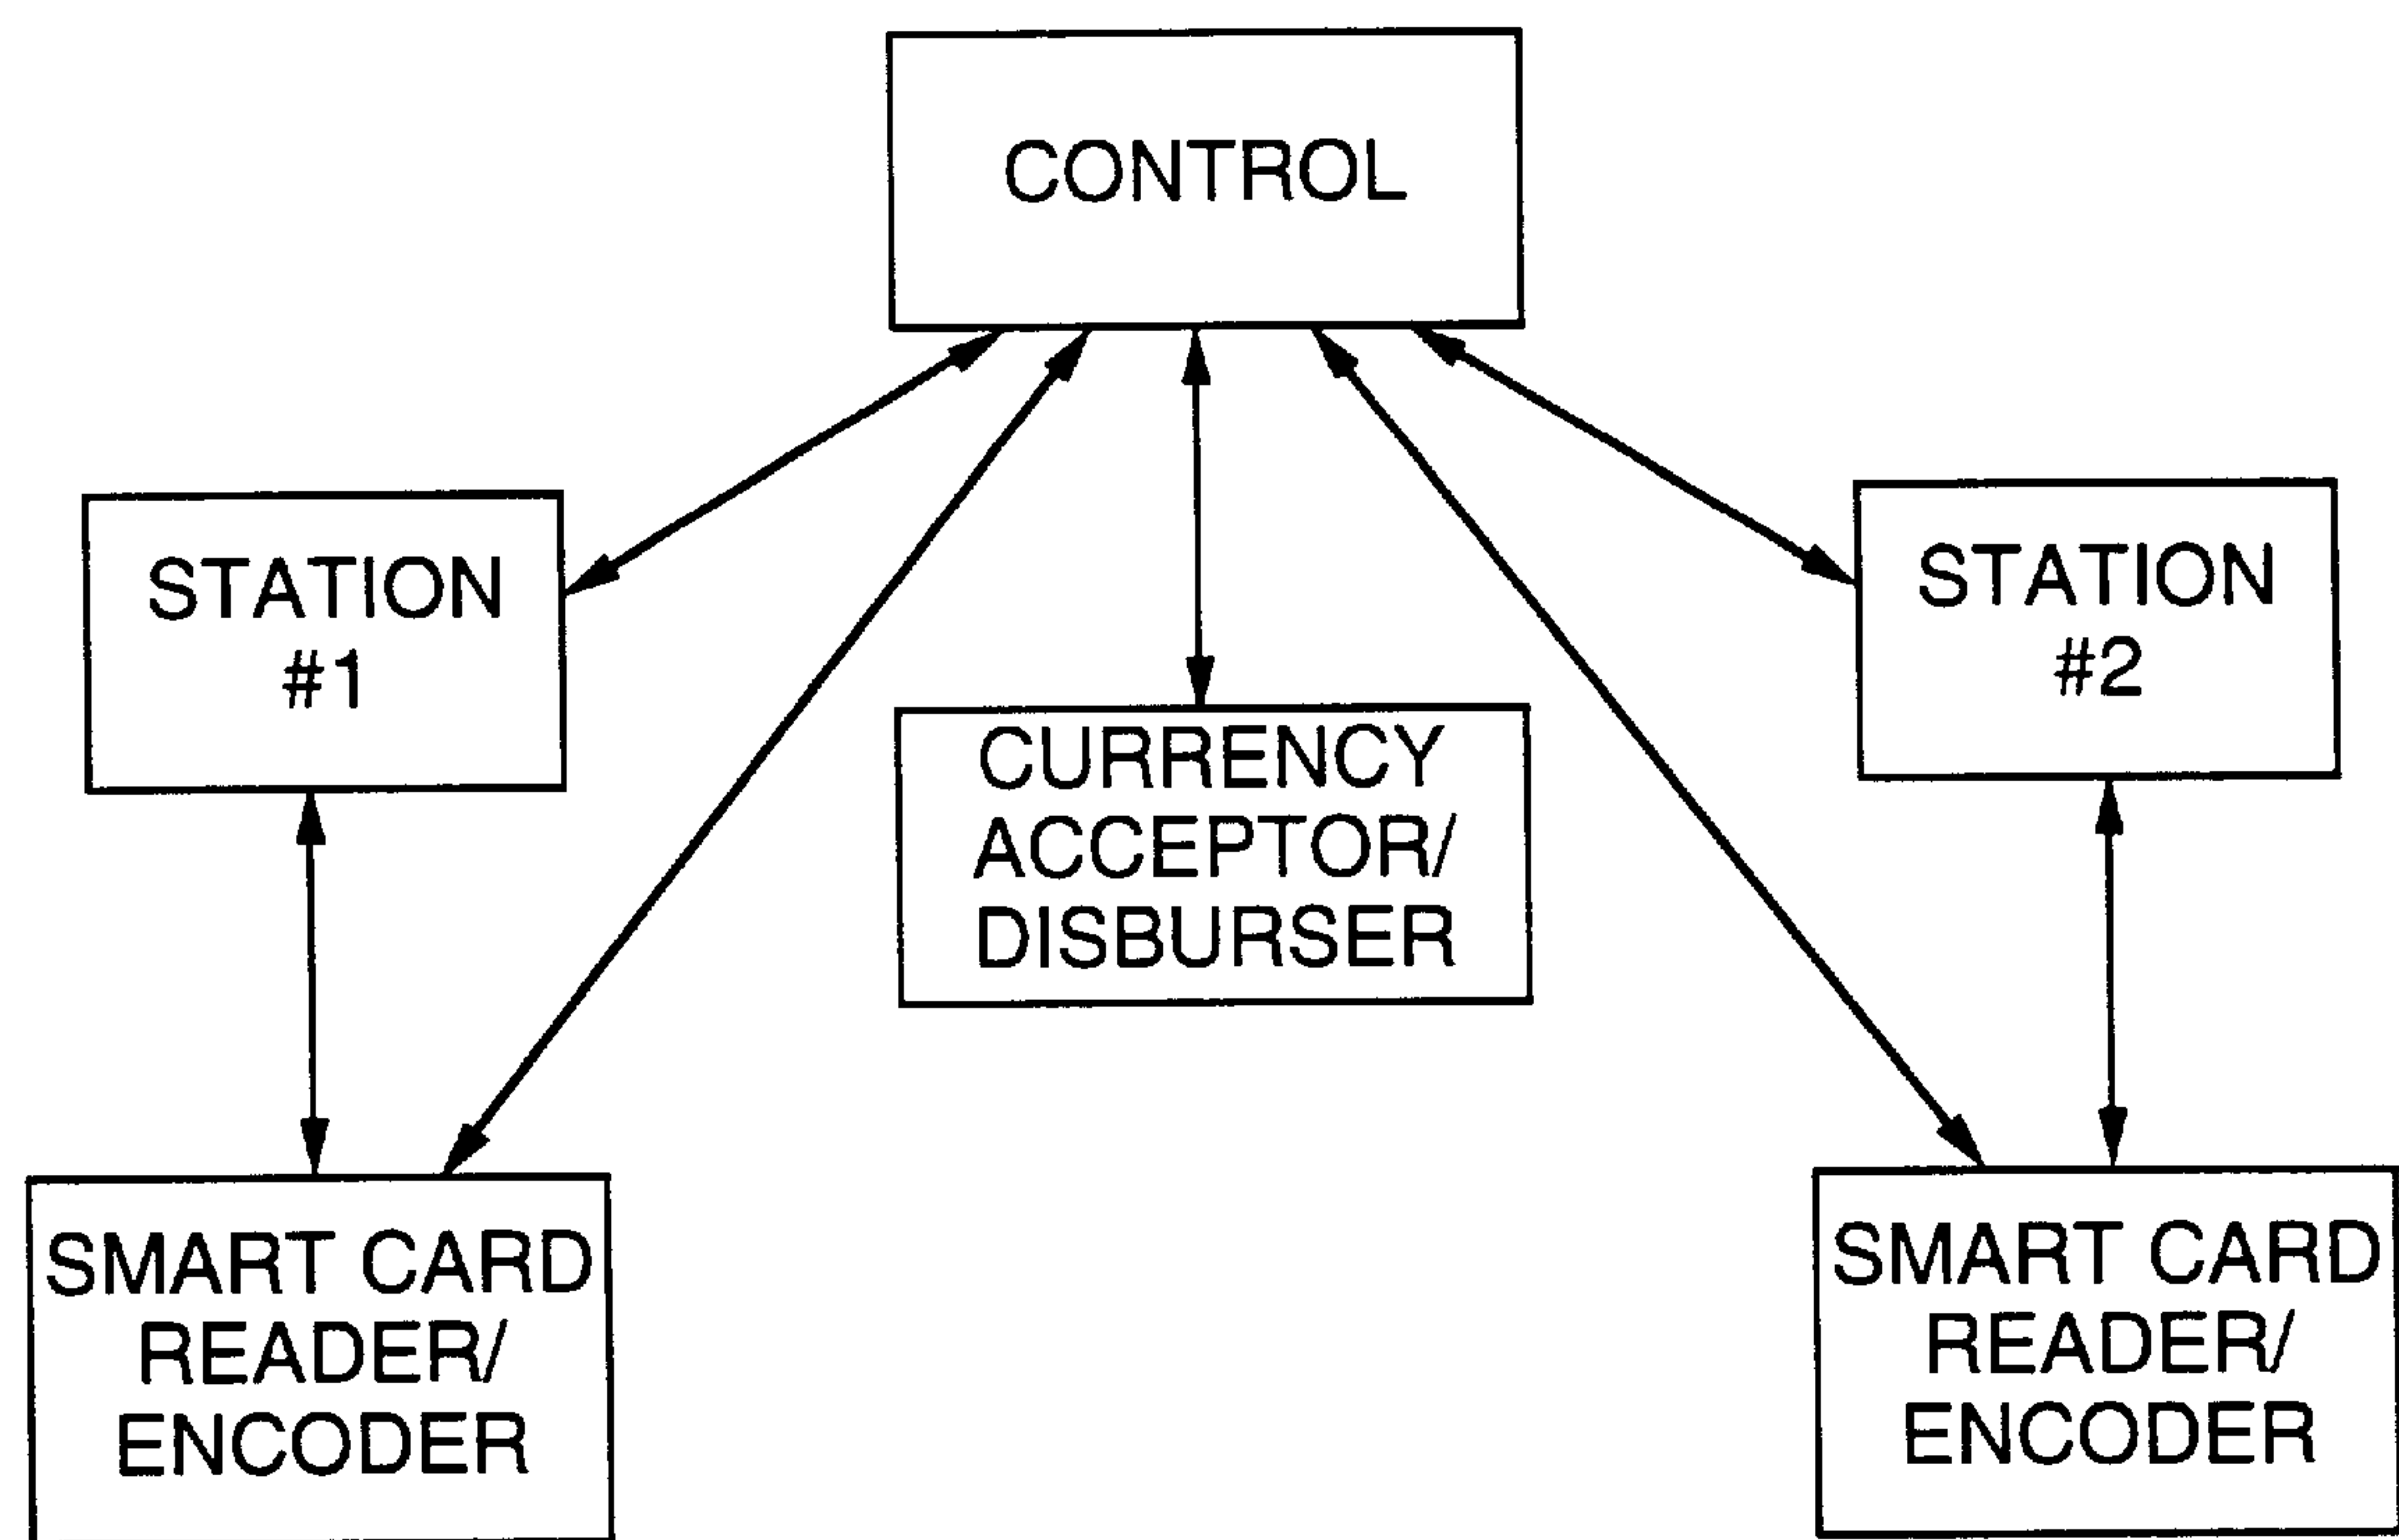 CONTROL
STATION
#1
STATION
#2
CURRENCY
ACCEPTOR/
DISBURSER
SMART CARD
READER/
ENCODER
SMART CARD
READER/
ENCODER